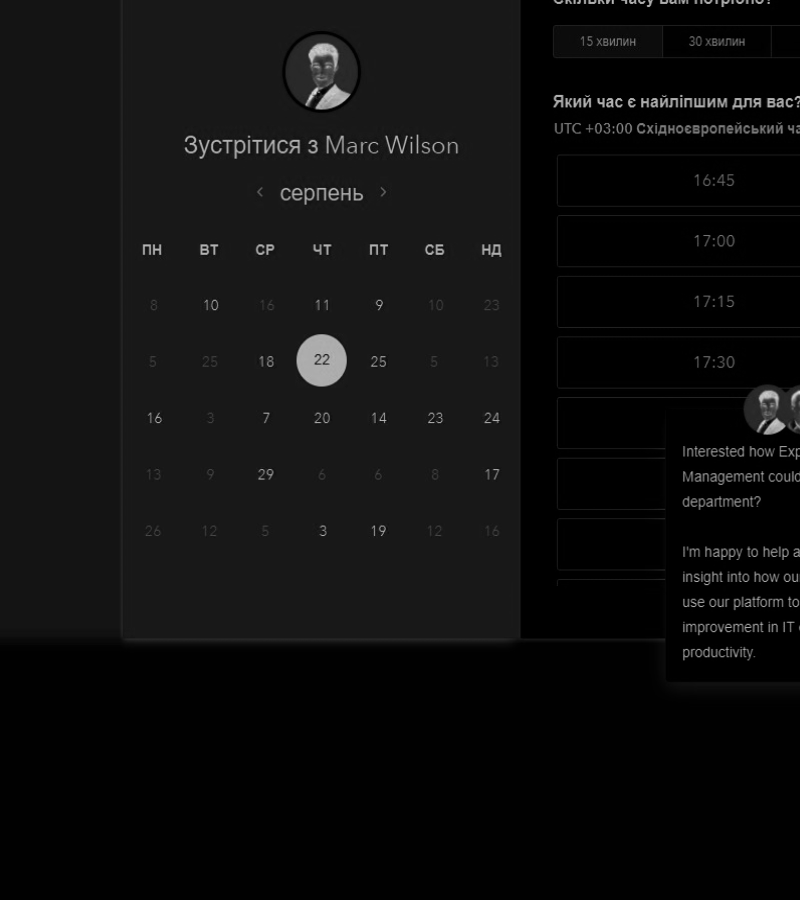 Скільки часу вам потрібно?
15 хвилин 30 хвилин
Який час є найліпшим для вас?
UTC +03:00 Східноєвропейський
Зустрітися з Marc Wilson
серпень
ПН ВТ СР ЧТ ПТ СБ НД
8 10 16 11 9 10 23
5 25 18 22 25 5 13
16 3 7 20 14 23 24
13 9 29 6 6 8 17
26 12 5 3 19 12 16
16:45
17:00
17:15
17:30
Interested how
Management could
department?
I'm happy to help
insight into how
use our platform to
improvement in IT
productivity.